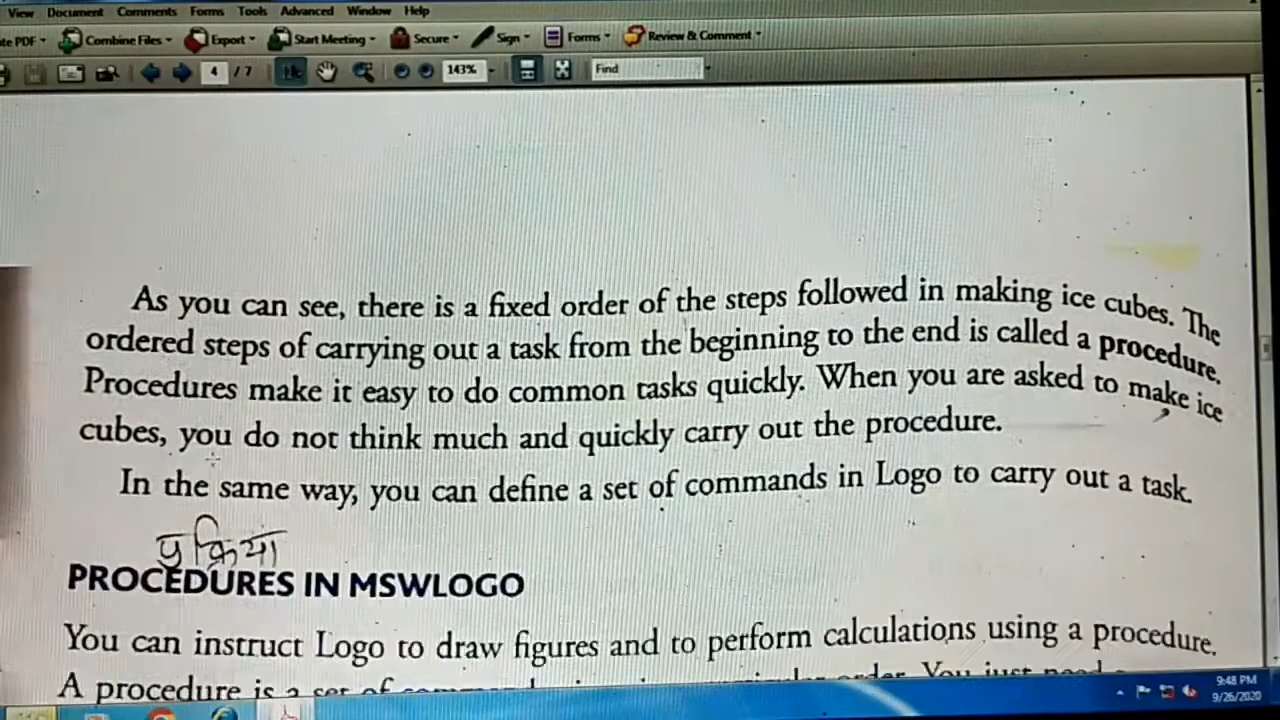 View Document Comments Forms Tools Advanced Window Help
te PDF Combine Files Export Start Meeting Secure Sign Forms Review & Comment
4 / 7 143% Find
As you can see, there is a fixed order of the steps followed in making ice cubes. The
ordered steps of carrying out a task from the beginning to the end is called a procedure.
Procedures make it easy to do common tasks quickly. When you are asked to make ice
cubes, you do not think much and quickly carry out the procedure.
In the same way, you can define a set of commands in Logo to carry out a task.
प्रक्रिया
PROCEDURES IN MSWLOGO
You can instruct Logo to draw figures and to perform calculations using a procedure.
A procedure is a set of order. You just need
9:48 PM
9/26/2020